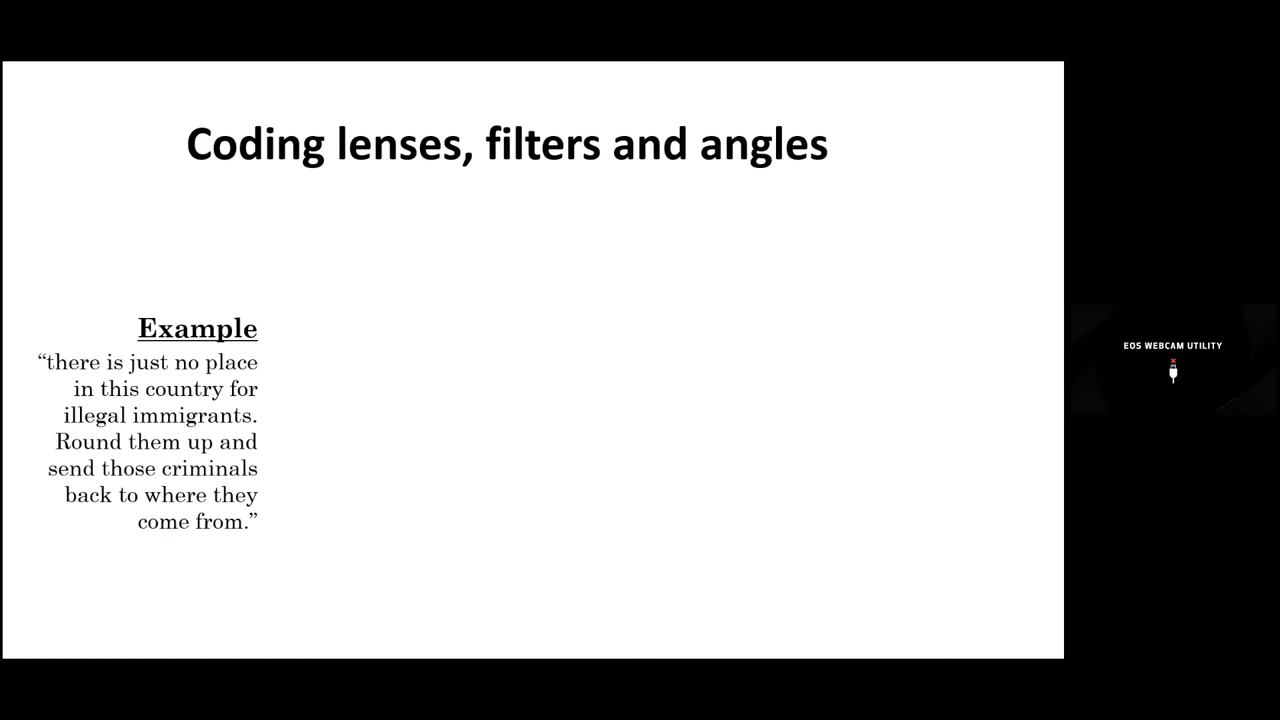 Coding lenses, filters and angles
Example
“there is just no place
in this country for
illegal immigrants.
Round them up and
send those criminals
back to where they
come from.”
EOS WEBCAM UTILITY